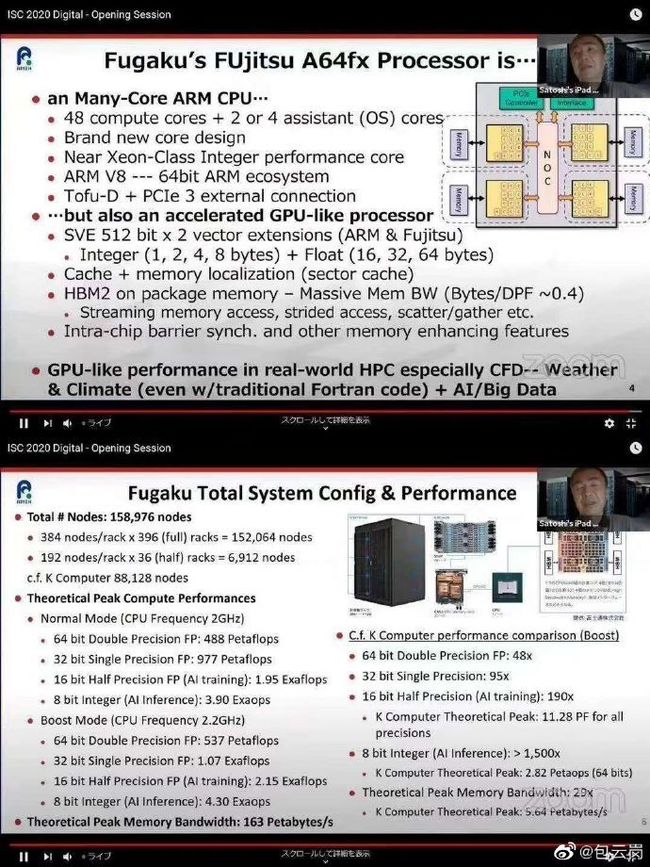 ISC 2020 Digital - Opening Session
Fugaku's FUjitsu A64fx Processor is…
Satoshi's iPad ...
● an Many-Core ARM CPU…
● 48 compute cores + 2 or 4 assistant (OS) cores
● Brand new core design
● Near Xeon-Class Integer performance core
● ARM V8 --- 64bit ARM ecosystem
● Tofu-D + PCIe 3 external connection
● …but also an accelerated GPU-like processor
● SVE 512 bit x 2 vector extensions (ARM & Fujitsu)
● Integer (1, 2, 4, 8 bytes) + Float (16, 32, 64 bytes)
● Cache + memory localization (sector cache)
● HBM2 on package memory – Massive Mem BW (Bytes/DPF ~0.4)
● Streaming memory access, strided access, scatter/gather etc.
● Intra-chip barrier synch. and other memory enhancing features
● GPU-like performance in real-world HPC especially CFD-- Weather
& Climate (even w/traditional Fortran code) + AI/Big Data
PCIe
Controller
Interface
Memory
Memory
NOC
Memory
Memory
zoom
4
ライブ
スクロールして詳細を表示
ISC 2020 Digital - Opening Session
Fugaku Total System Config & Performance
Satoshi's iPad ...
● Total # Nodes: 158,976 nodes
● 384 nodes/rack x 396 (full) racks = 152,064 nodes
● 192 nodes/rack x 36 (half) racks = 6,912 nodes
c.f. K Computer 88,128 nodes
● Theoretical Peak Compute Performances
● Normal Mode (CPU Frequency 2GHz)
● 64 bit Double Precision FP: 488 Petaflops
● 32 bit Single Precision FP: 977 Petaflops
● 16 bit Half Precision FP (AI training): 1.95 Exaflops
● 8 bit Integer (AI Inference): 3.90 Exaops
● Boost Mode (CPU Frequency 2.2GHz)
● 64 bit Double Precision FP: 537 Petaflops
● 32 bit Single Precision FP: 1.07 Exaflops
● 16 bit Half Precision FP (AI training): 2.15 Exaflops
● 8 bit Integer (AI Inference): 4.30 Exaops
● Theoretical Peak Memory Bandwidth: 163 Petabytes/s
● C.f. K Computer performance comparison (Boost)
● 64 bit Double Precision FP: 48x
● 32 bit Single Precision: 95x
● 16 bit Half Precision (AI training): 190x
● K Computer Theoretical Peak: 11.28 PF for all
precisions
● 8 bit Integer (AI Inference): > 1,500x
● K Computer Theoretical Peak: 2.82 Petaops (64 bits)
● Theoretical Peak Memory Bandwidth: 29x
● K Computer Theoretical Peak: 5.64 Petabytes/s
zoom
6
ライブ
スクロールして詳細を表示
@包云岗